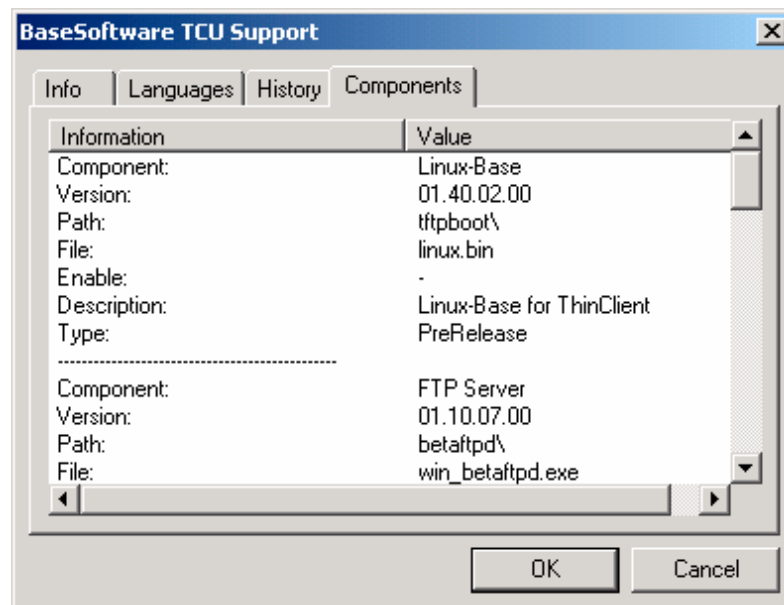 BaseSoftware TCU Support
Info Languages History Components
Information Value
Component: Linux-Base
Version: 01.40.02.00
Path: tftpboot\
File: linux.bin
Enable: -
Description: Linux-Base for ThinClient
Type: PreRelease
-----------------------------------------------
Component: FTP Server
Version: 01.10.07.00
Path: betaftpd\
File: win_betaftpd.exe
OK Cancel